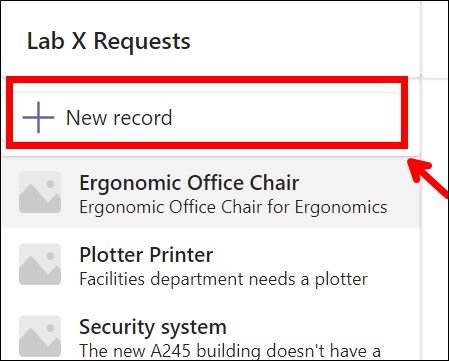 Lab X Requests
New record
Ergonomic Office Chair
Ergonomic Office Chair for Ergonomics
Plotter Printer
Facilities department needs a plotter
Security system
The new A245 building doesn't have a